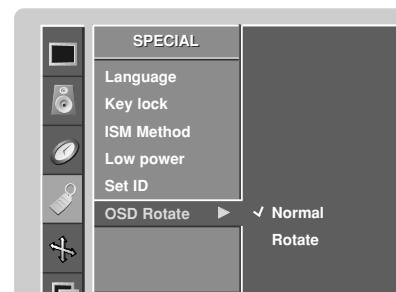 SPECIAL
Language
Key lock
ISM Method
Low power
Set ID
OSD Rotate ▶ ✓ Normal
Rotate